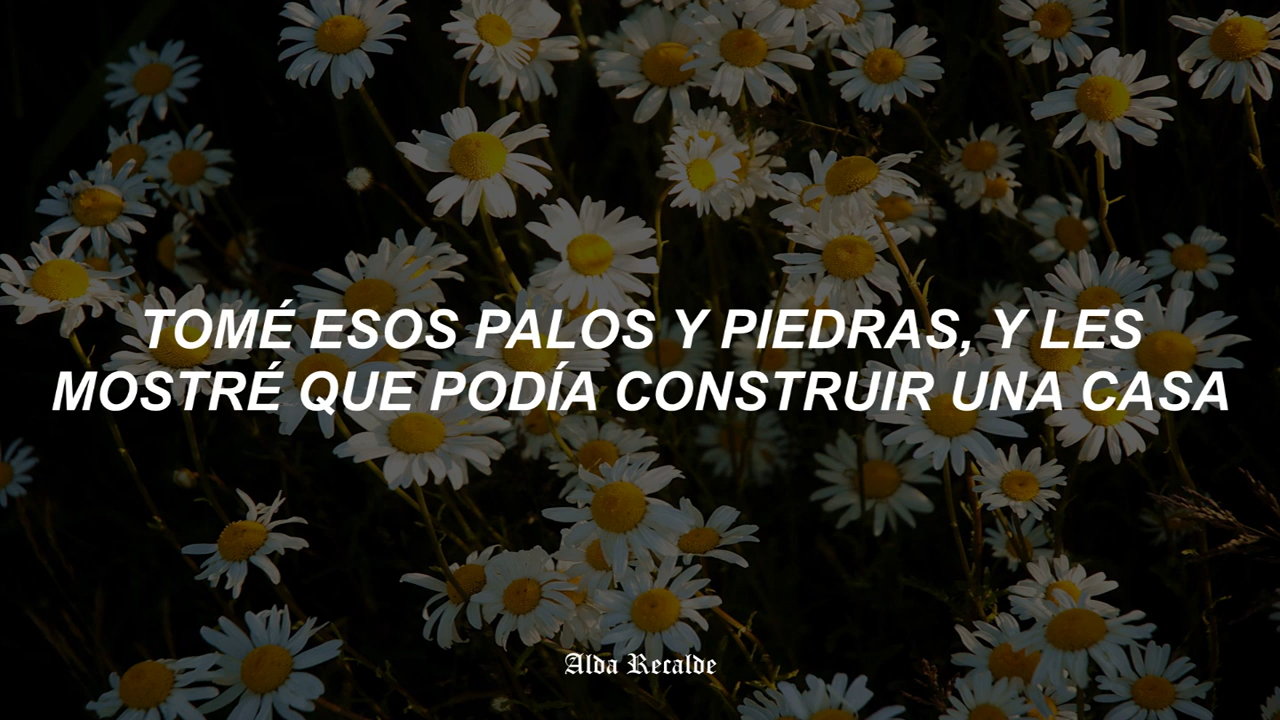 TOMÉ ESOS PALOS Y PIEDRAS, Y LES
MOSTRÉ QUE PODÍA CONSTRUIR UNA CASA
Alda Recalde